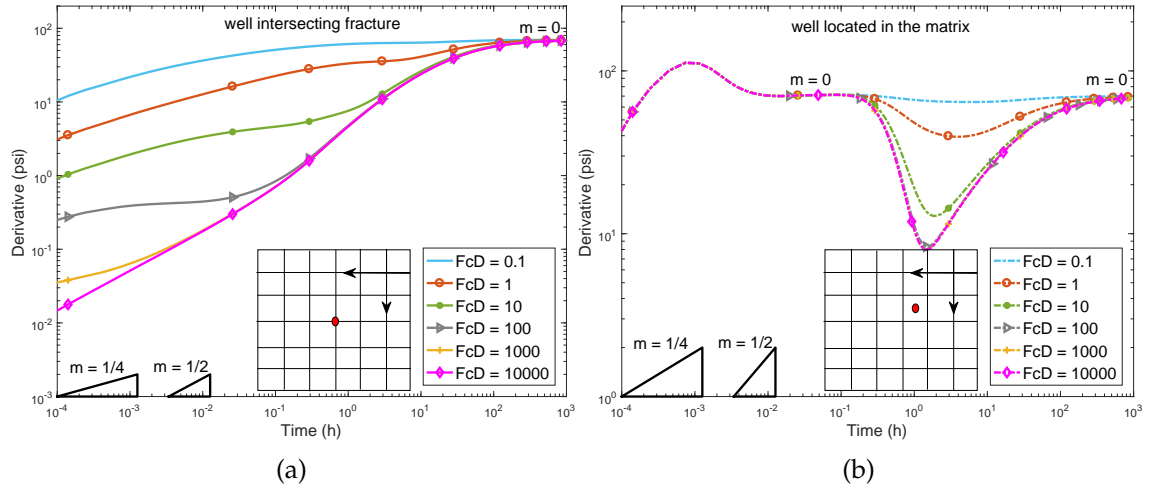 well intersecting fracture
m = 0
Derivative (psi)
10^2
10^1
10^0
10^-1
10^-2
10^-3
m = 1/4
m = 1/2
FcD = 0.1
FcD = 1
FcD = 10
FcD = 100
FcD = 1000
FcD = 10000
10^-4
10^-3
10^-2
10^-1
10^0
10^1
10^2
10^3
Time (h)
(a)
well located in the matrix
m = 0
m = 0
Derivative (psi)
10^2
10^1
10^0
m = 1/4
m = 1/2
FcD = 0.1
FcD = 1
FcD = 10
FcD = 100
FcD = 1000
FcD = 10000
10^-4
10^-3
10^-2
10^-1
10^0
10^1
10^2
10^3
Time (h)
(b)